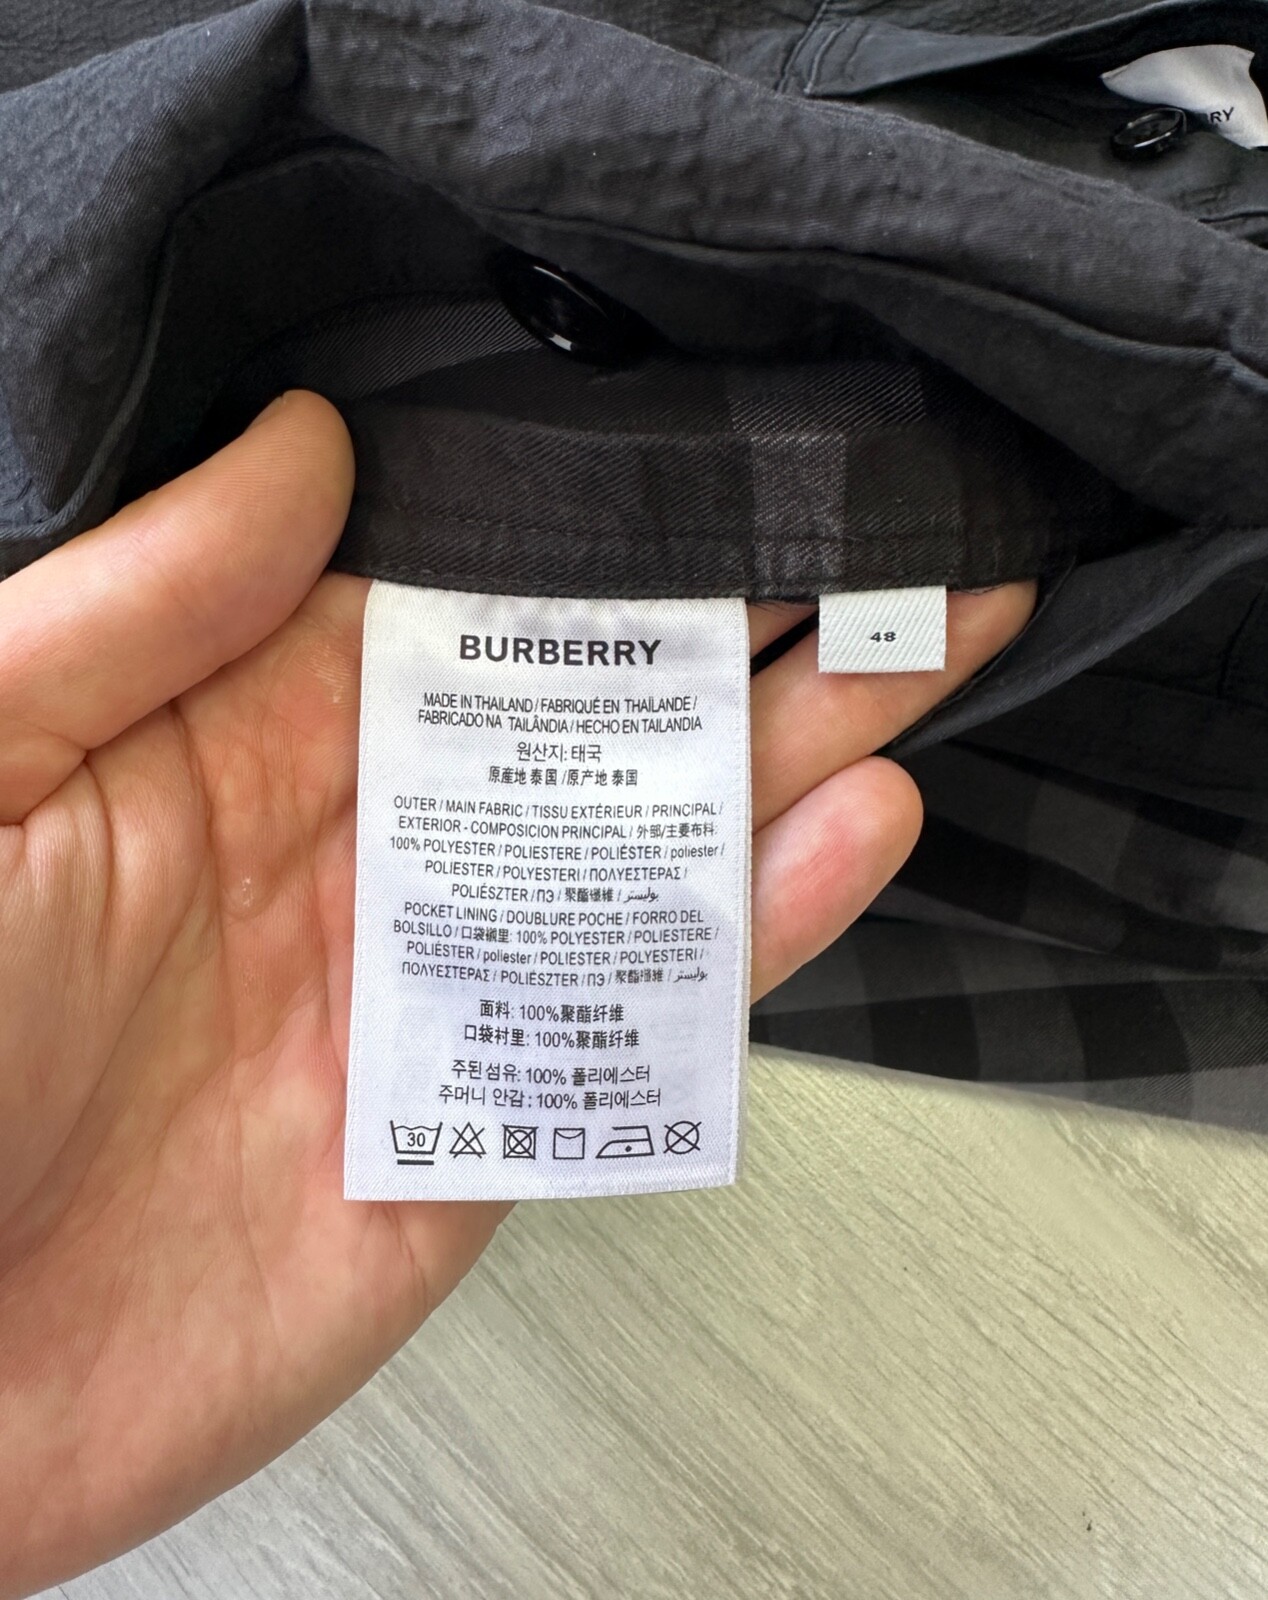 RRY
BURBERRY
48
MADE IN THAILAND / FABRIQUÉ EN THAÏLANDE /
FABRICADO NA TAILÂNDIA / HECHO EN TAILANDIA
원산지: 태국
原產地 泰国 /原产地 泰国
OUTER / MAIN FABRIC / TISSU EXTÉRIEUR / PRINCIPAL /
EXTERIOR - COMPOSICION PRINCIPAL / 外部/主要布料:
100% POLYESTER / POLIESTERE / POLIÉSTER / poliester /
POLIESTER / POLYESTERI / ΠΟΛΥΕΣΤΕΡΑΣ /
POLIÉSZTER / ПЭ / 聚酯纖維 / بوليستر
POCKET LINING / DOUBLURE POCHE / FORRO DEL
BOLSILLO / 口袋襯里: 100% POLYESTER / POLIESTERE /
POLIÉSTER / poliester / POLIESTER / POLYESTERI /
ΠΟΛΥΕΣΤΕΡΑΣ / POLIÉSZTER / ПЭ / 聚酯纖維 / بوليستر
面料: 100%聚酯纤维
口袋衬里: 100%聚酯纤维
주된 섬유: 100% 폴리에스터
주머니 안감 : 100% 폴리에스터
30